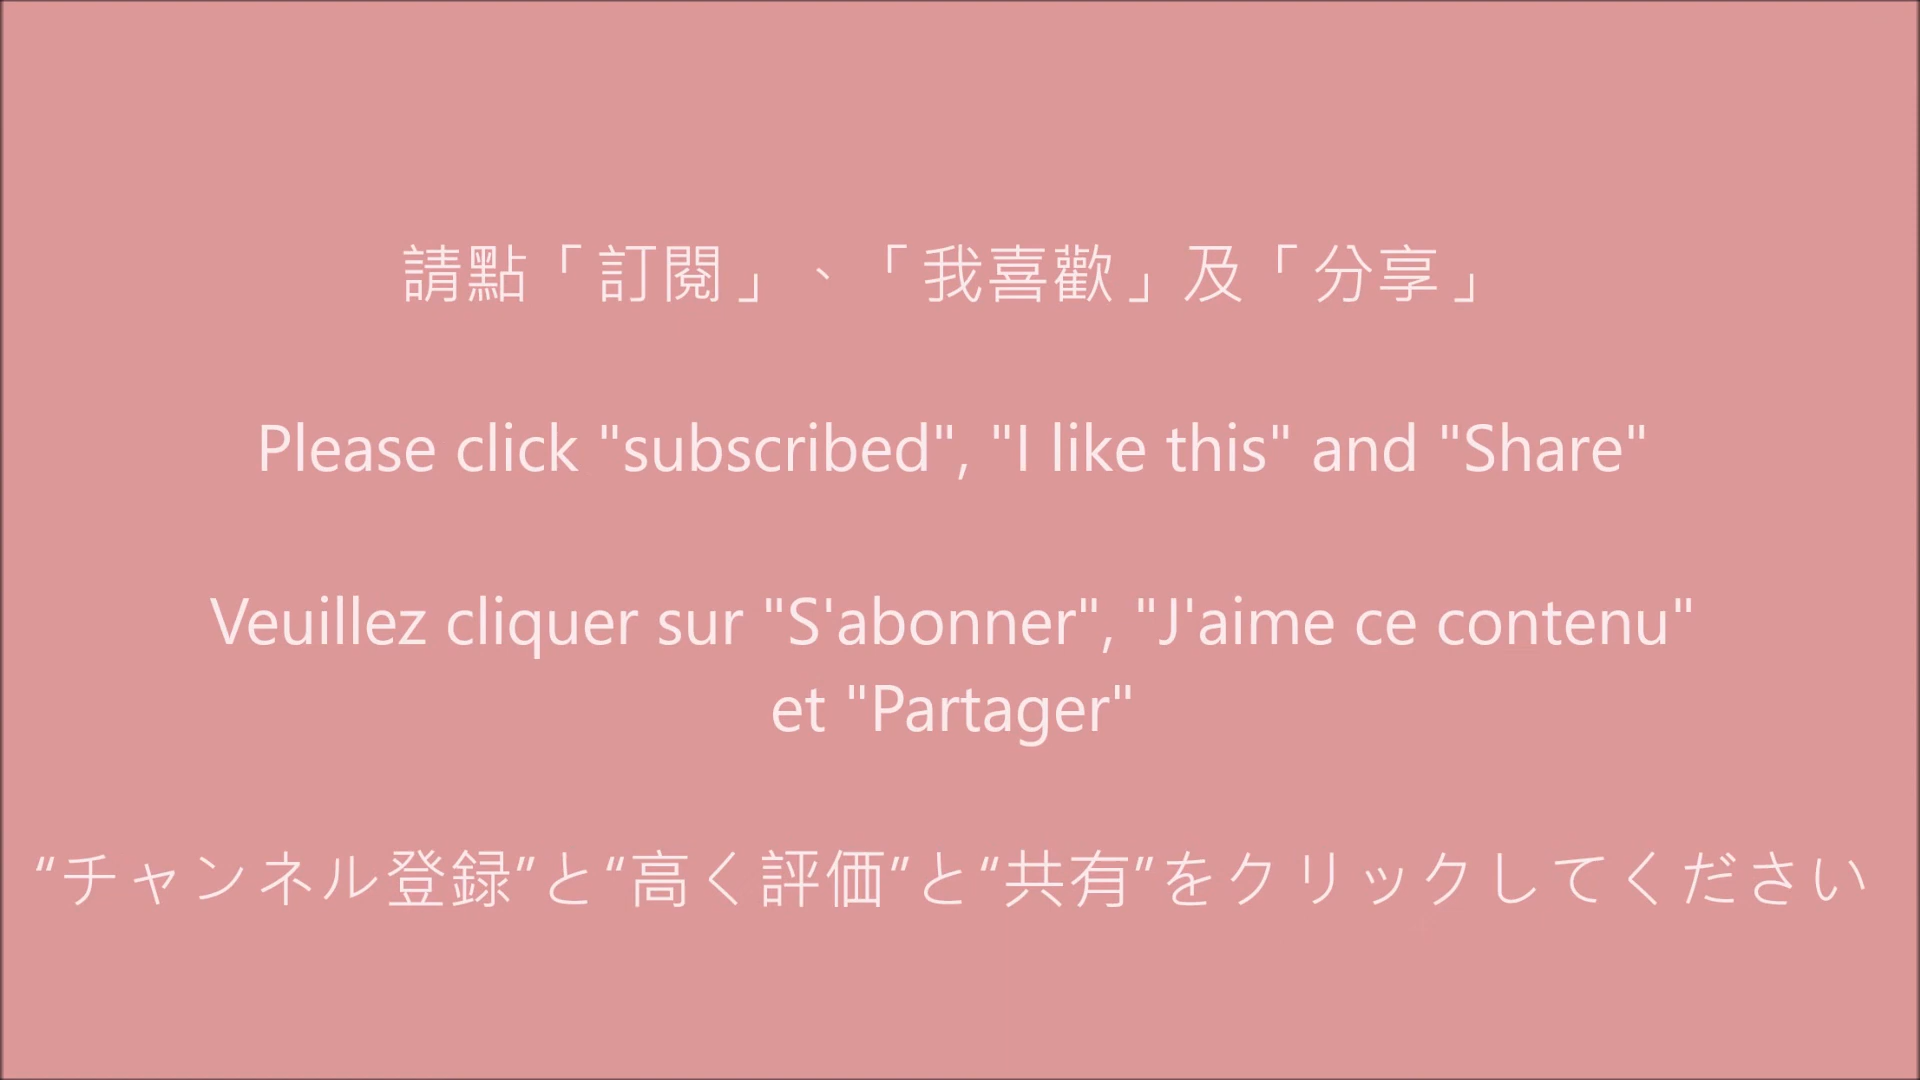 請點「訂閱」、「我喜歡」及「分享」
Please click "subscribed", "I like this" and "Share"
Veuillez cliquer sur "S'abonner", "J'aime ce contenu"
et "Partager"
“チャンネル登録”と“高く評価”と“共有”をクリックしてください